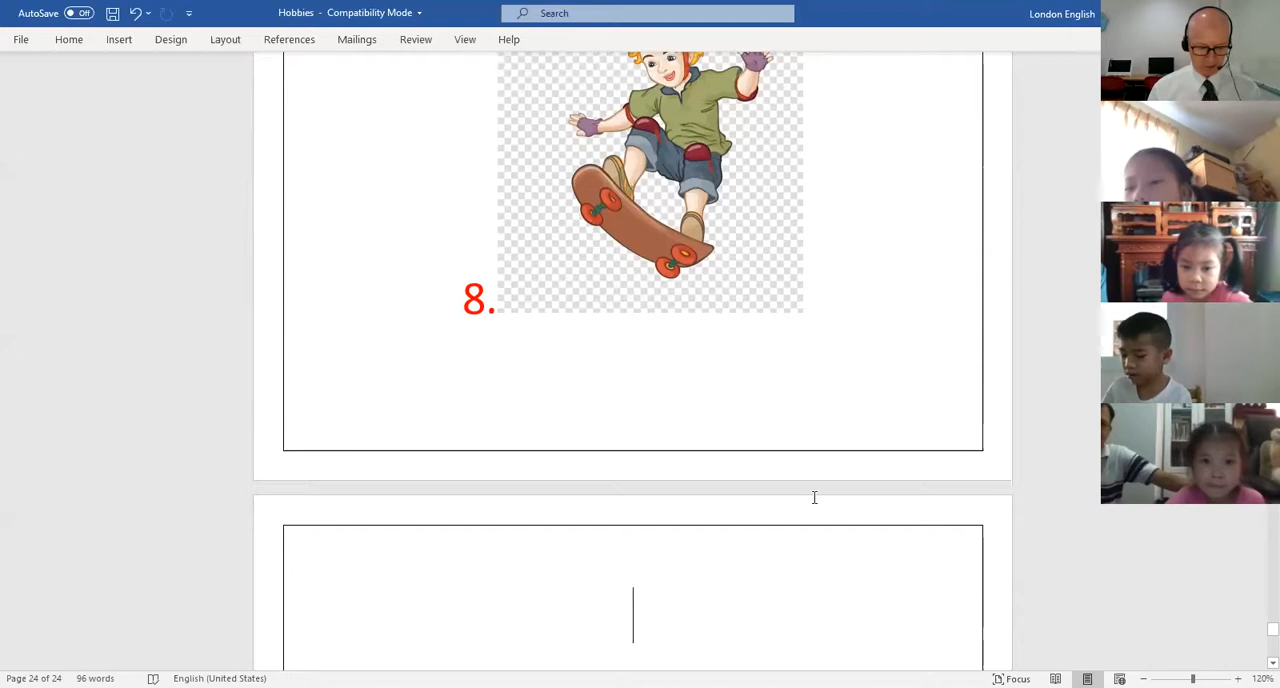 AutoSave Off
Hobbies - Compatibility Mode
Search
London English
File Home Insert Design Layout References Mailings Review View Help
8.
Page 24 of 24 96 words English (United States) Focus 120%